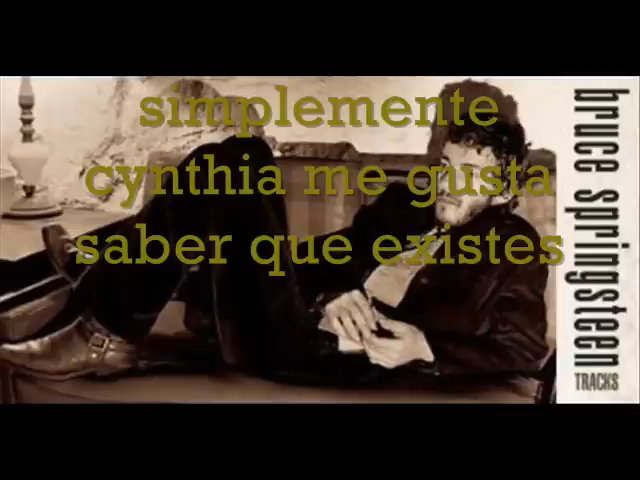 simplemente
cynthia me gusta
saber que existes
bruce springsteen
TRACKS